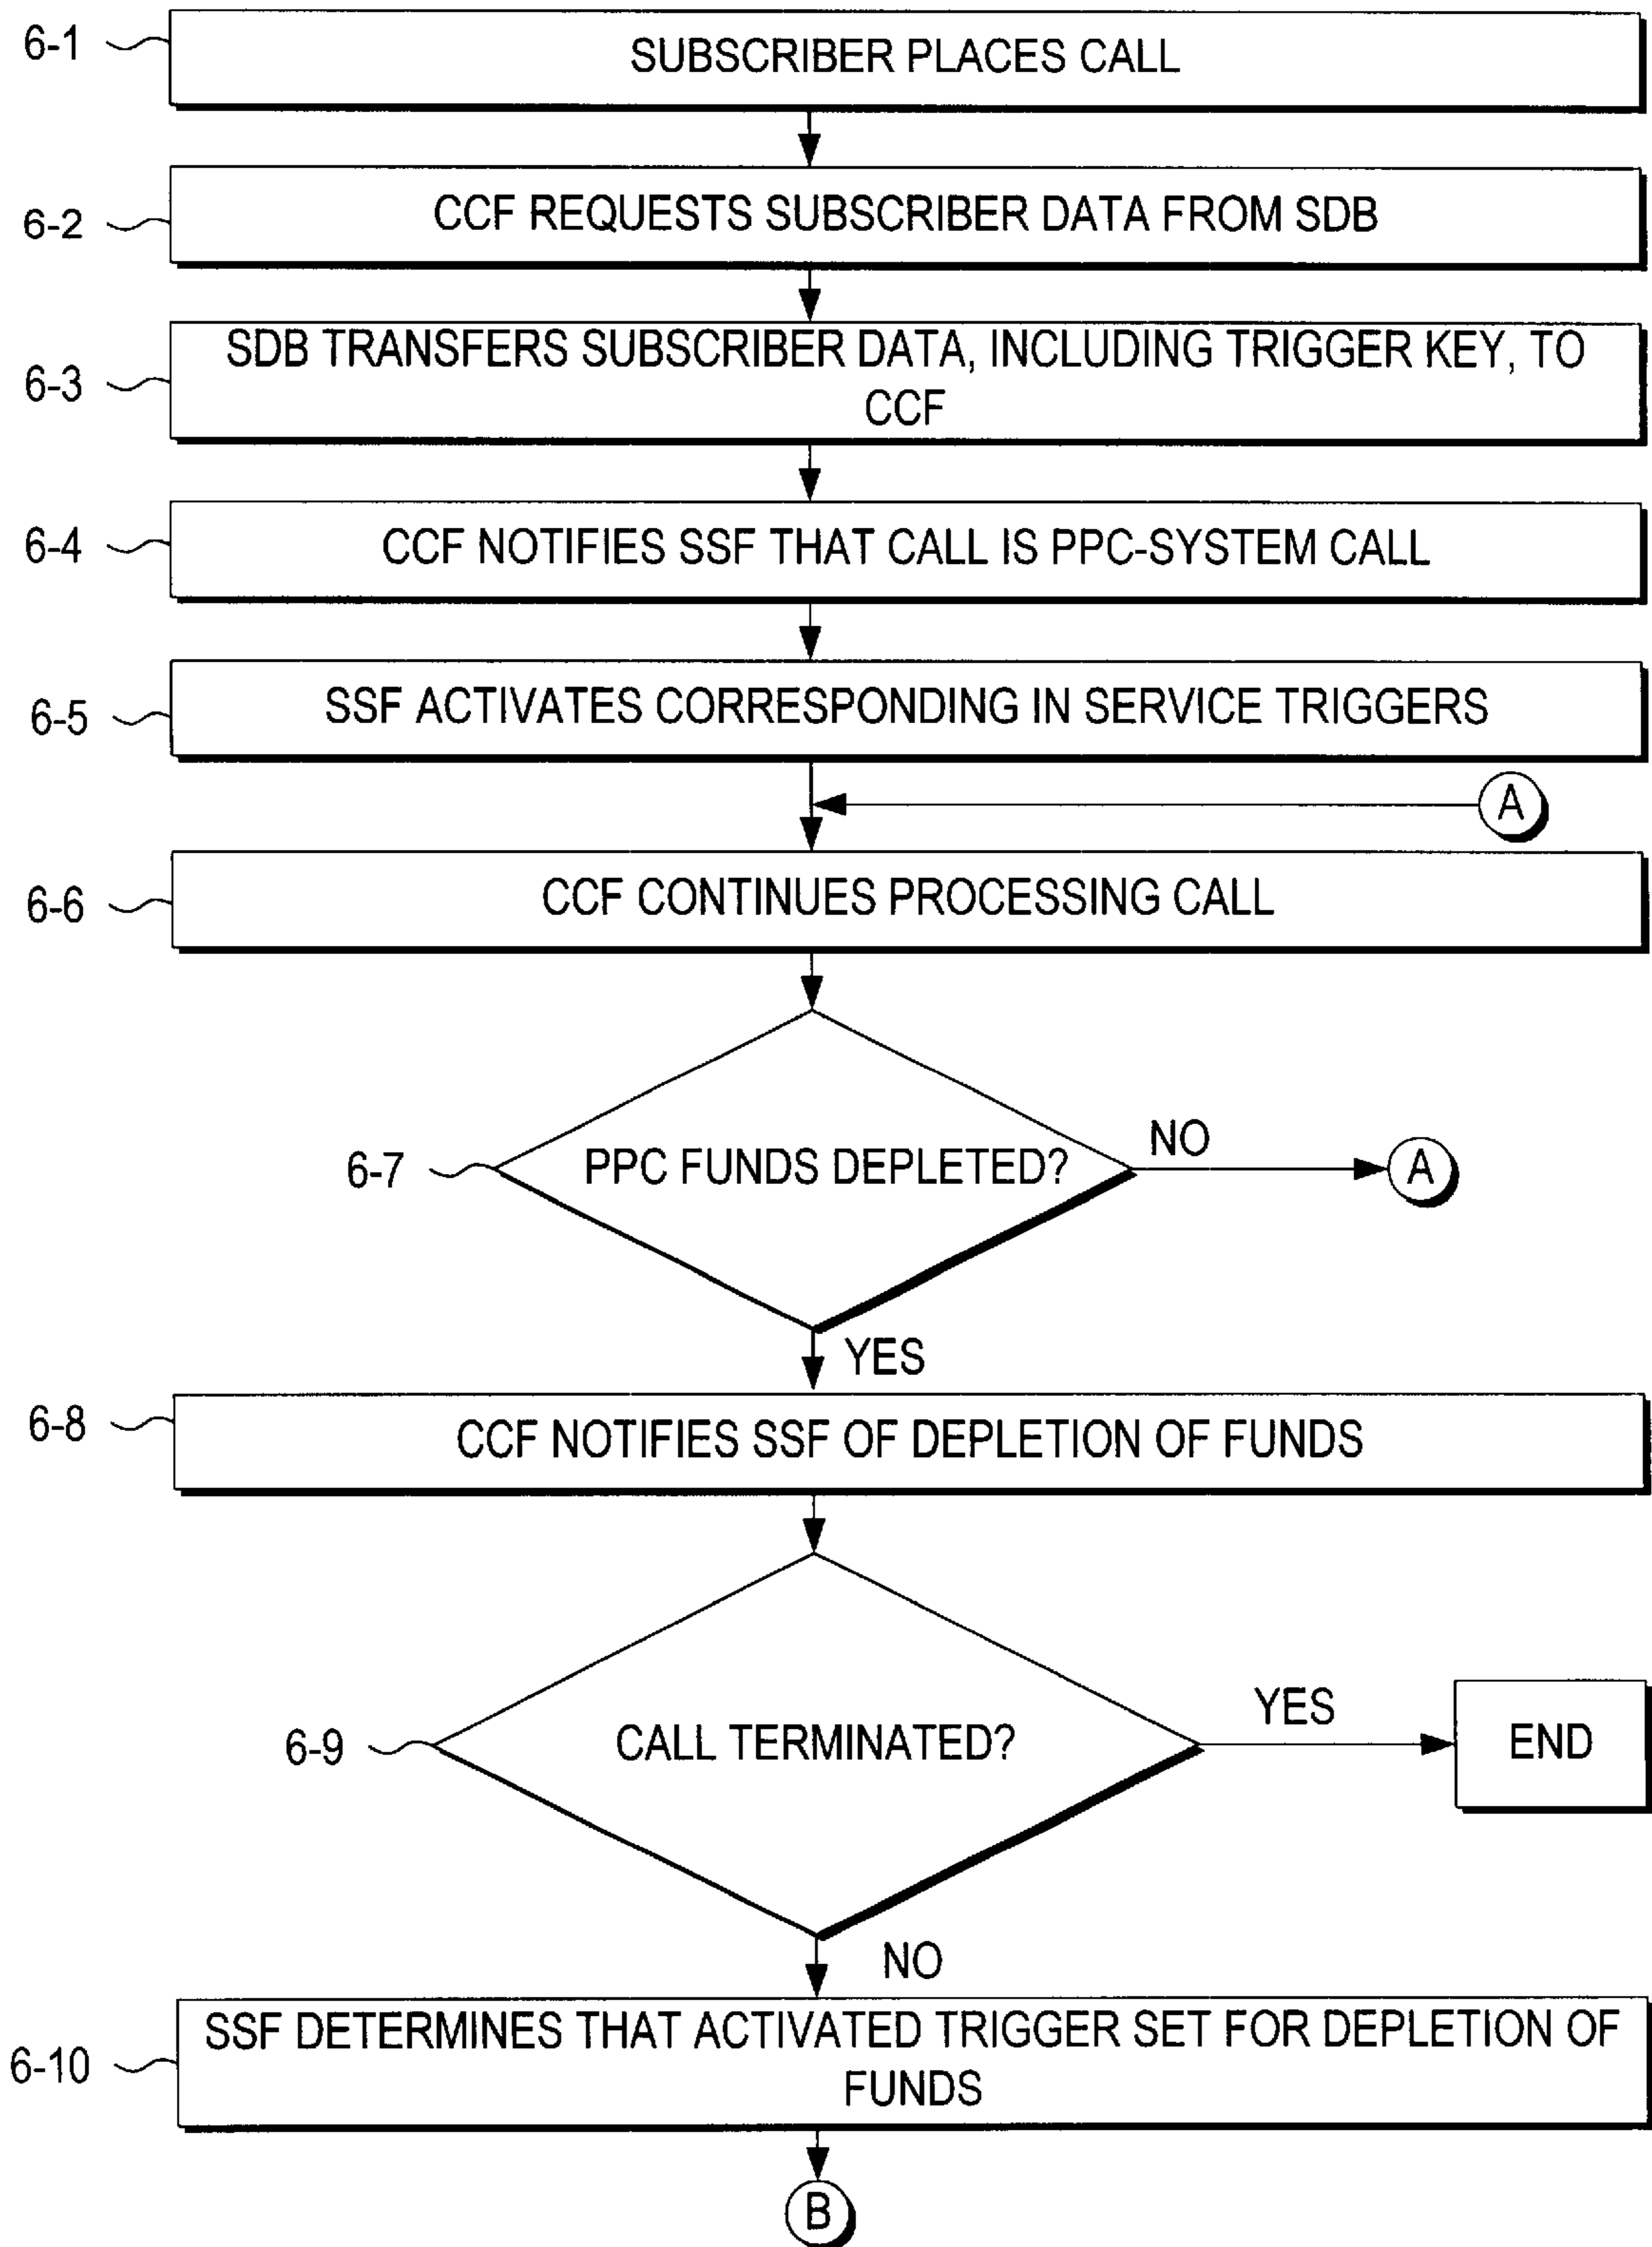 6-1
SUBSCRIBER PLACES CALL
6-2
CCF REQUESTS SUBSCRIBER DATA FROM SDB
6-3
SDB TRANSFERS SUBSCRIBER DATA, INCLUDING TRIGGER KEY, TO
CCF
6-4
CCF NOTIFIES SSF THAT CALL IS PPC-SYSTEM CALL
6-5
SSF ACTIVATES CORRESPONDING IN SERVICE TRIGGERS
A
6-6
CCF CONTINUES PROCESSING CALL
6-7
PPC FUNDS DEPLETED?
NO
A
YES
6-8
CCF NOTIFIES SSF OF DEPLETION OF FUNDS
6-9
CALL TERMINATED?
YES
END
NO
6-10
SSF DETERMINES THAT ACTIVATED TRIGGER SET FOR DEPLETION OF
FUNDS
B